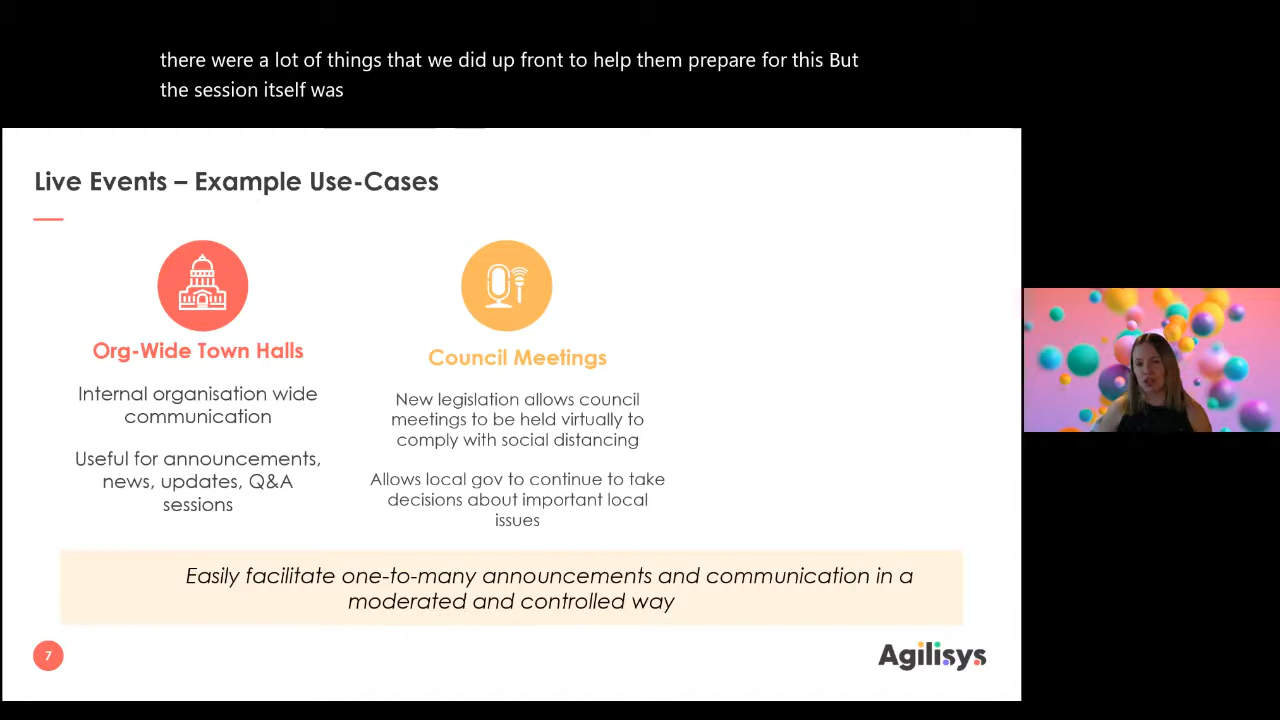 there were a lot of things that we did up front to help them prepare for this But
the session itself was
Live Events – Example Use-Cases
Org-Wide Town Halls
Internal organisation wide
communication
Useful for announcements,
news, updates, Q&A
sessions
Council Meetings
New legislation allows council
meetings to be held virtually to
comply with social distancing
Allows local gov to continue to take
decisions about important local
issues
Easily facilitate one-to-many announcements and communication in a
moderated and controlled way
7
Agilisys